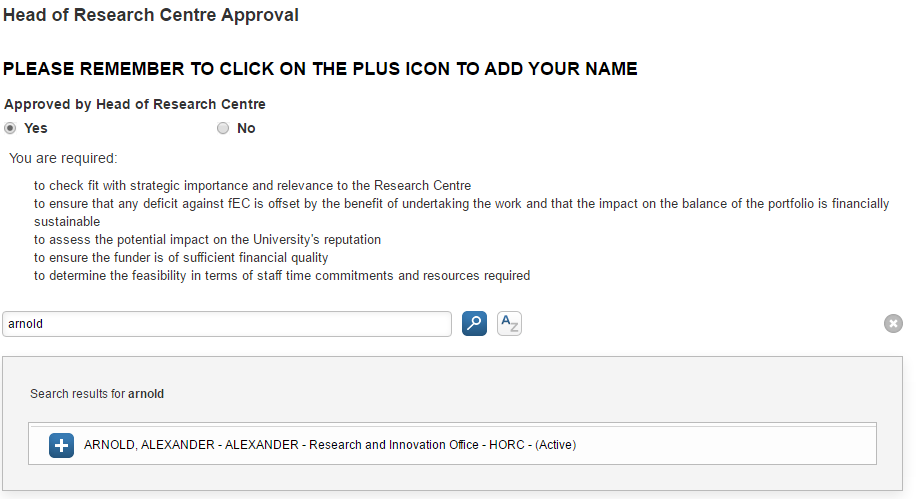 Head of Research Centre Approval
PLEASE REMEMBER TO CLICK ON THE PLUS ICON TO ADD YOUR NAME
Approved by Head of Research Centre
Yes No
You are required:
to check fit with strategic importance and relevance to the Research Centre
to ensure that any deficit against fEC is offset by the benefit of undertaking the work and that the impact on the balance of the portfolio is financially
sustainable
to assess the potential impact on the University's reputation
to ensure the funder is of sufficient financial quality
to determine the feasibility in terms of staff time commitments and resources required
arnold AZ
Search results for arnold
ARNOLD, ALEXANDER - ALEXANDER - Research and Innovation Office - HORC - (Active)